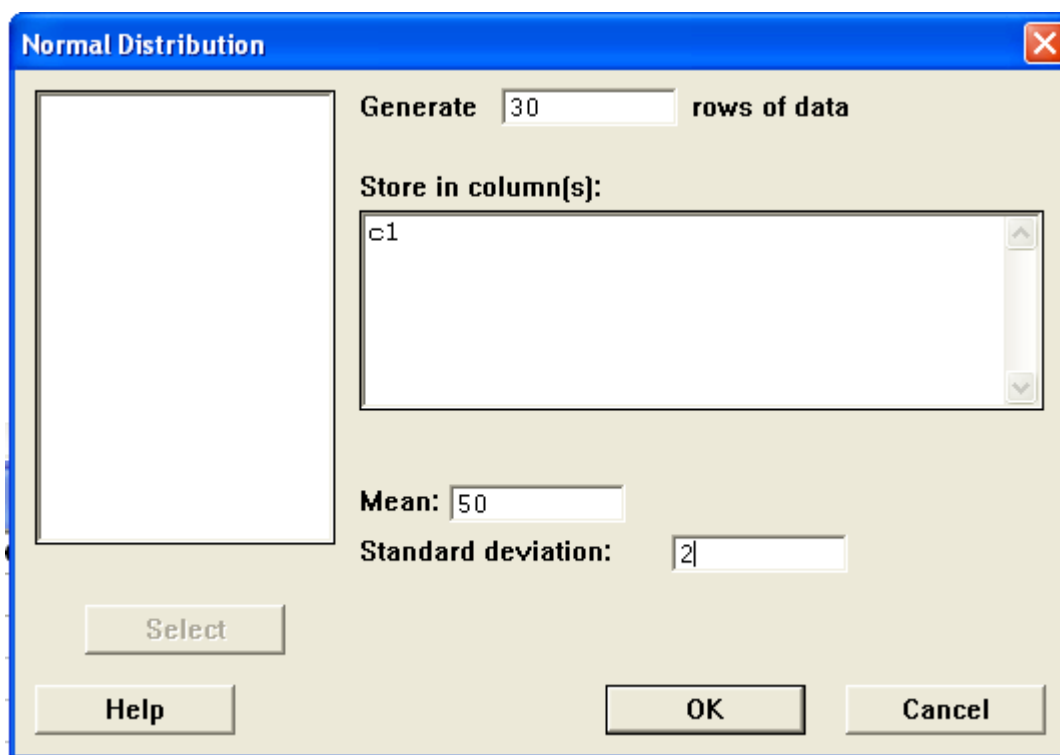 Normal Distribution
Generate 30 rows of data
Store in column(s):
c1
Mean: 50
Standard deviation: 2
Select
Help OK Cancel